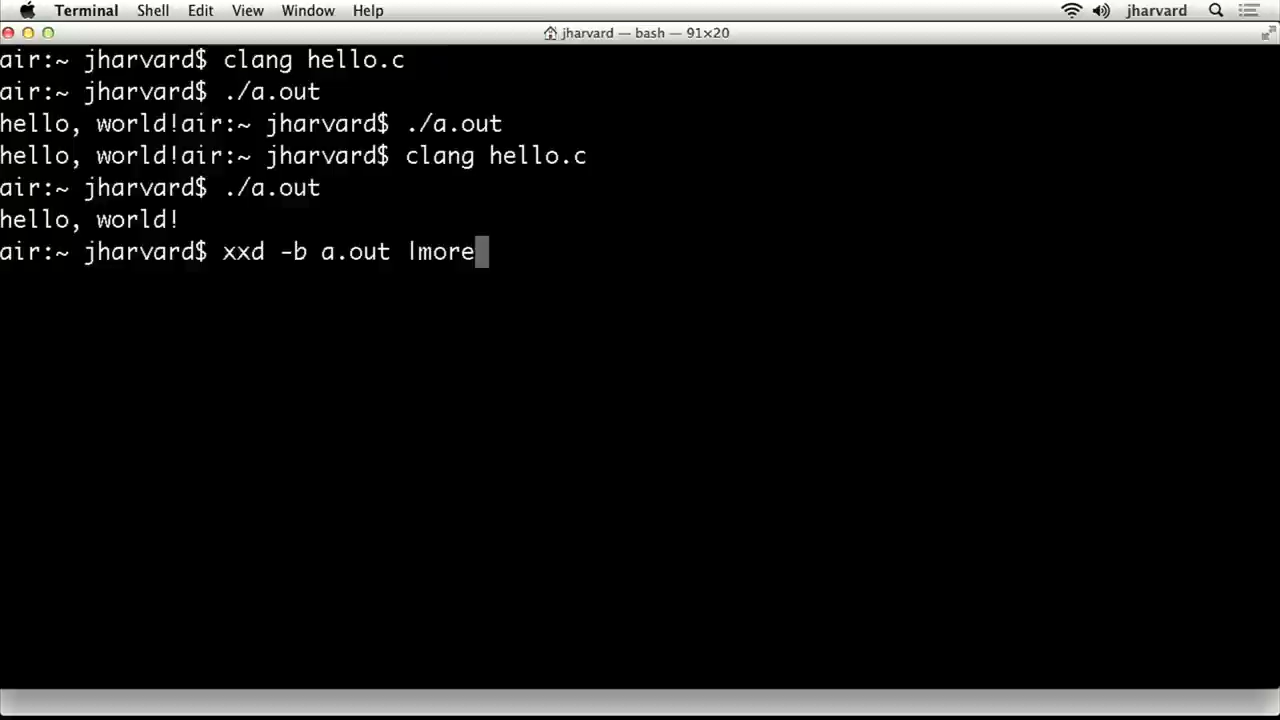 Terminal Shell Edit View Window Help jharvard
jharvard — bash — 91×20
air:~ jharvard$ clang hello.c
air:~ jharvard$ ./a.out
hello, world!air:~ jharvard$ ./a.out
hello, world!air:~ jharvard$ clang hello.c
air:~ jharvard$ ./a.out
hello, world!
air:~ jharvard$ xxd -b a.out |more